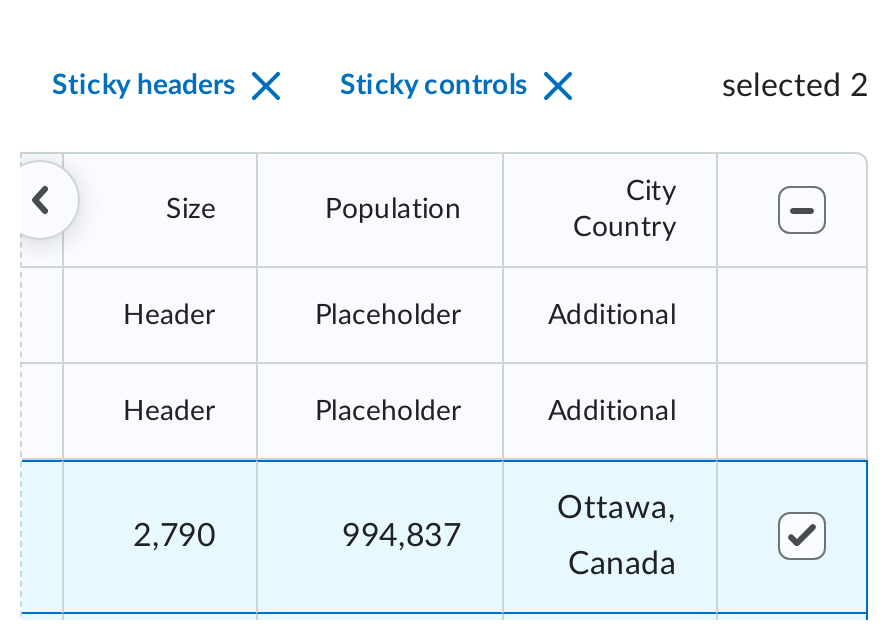 Sticky headers
Sticky controls
selected 2
Size
Population
City
Country
Header
Placeholder
Additional
Header
Placeholder
Additional
2,790
994,837
Ottawa,
Canada